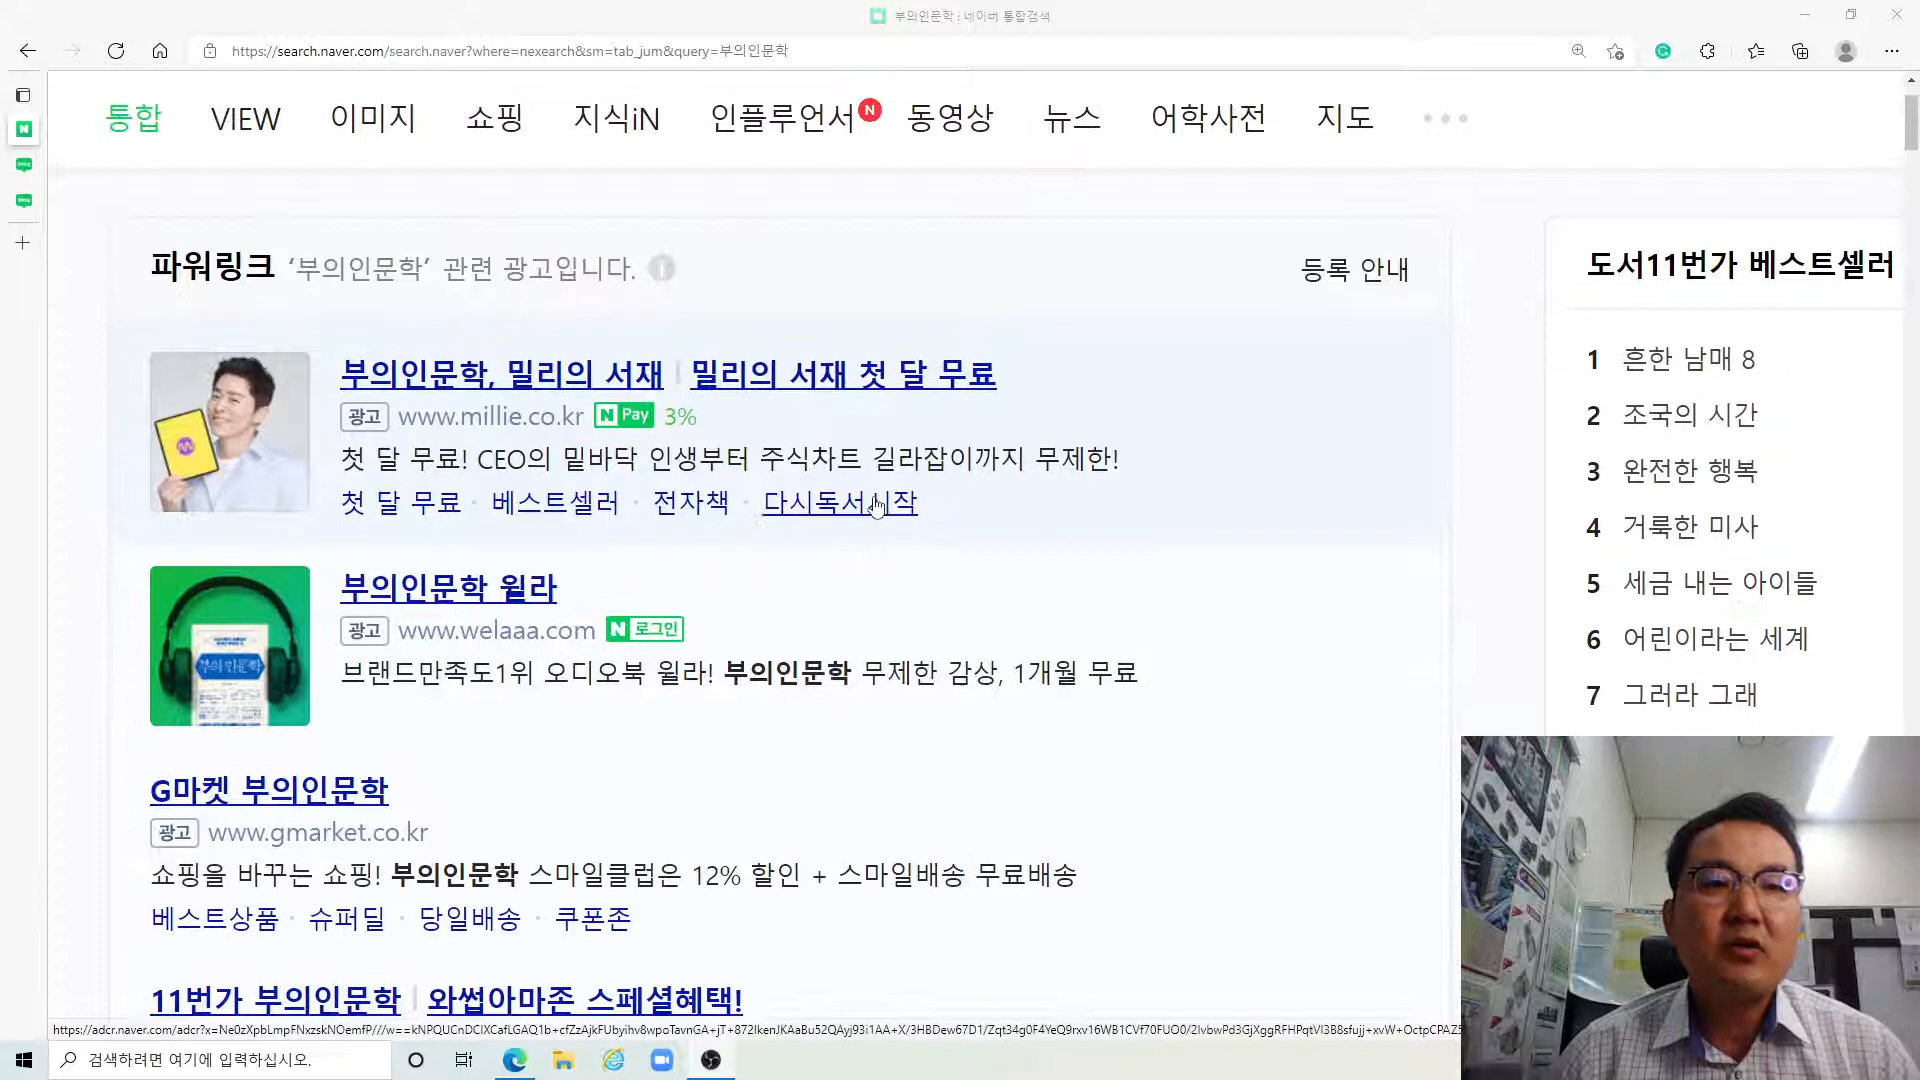 부의인문학 : 네이버 통합검색
https://search.naver.com/search.naver?where=nexearch&sm=tab_jum&query=부의인문학
통합 VIEW 이미지 쇼핑 지식iN 인플루언서 N 동영상 뉴스 어학사전 지도
파워링크 '부의인문학' 관련 광고입니다. 등록 안내
부의인문학, 밀리의 서재 밀리의 서재 첫 달 무료
광고 www.millie.co.kr N Pay 3%
첫 달 무료! CEO의 밑바닥 인생부터 주식차트 길라잡이까지 무제한!
첫 달 무료 · 베스트셀러 · 전자책 · 다시독서시작
부의인문학 윌라
광고 www.welaaa.com N 로그인
브랜드만족도1위 오디오북 윌라! 부의인문학 무제한 감상, 1개월 무료
부의 인문학
G마켓 부의인문학
광고 www.gmarket.co.kr
쇼핑을 바꾸는 쇼핑! 부의인문학 스마일클럽은 12% 할인 + 스마일배송 무료배송
베스트상품 · 슈퍼딜 · 당일배송 · 쿠폰존
11번가 부의인문학 와썹아마존 스페셜혜택!
도서11번가 베스트셀러
1 흔한 남매 8
2 조국의 시간
3 완전한 행복
4 거룩한 미사
5 세금 내는 아이들
6 어린이라는 세계
7 그러라 그래
검색하려면 여기에 입력하십시오.